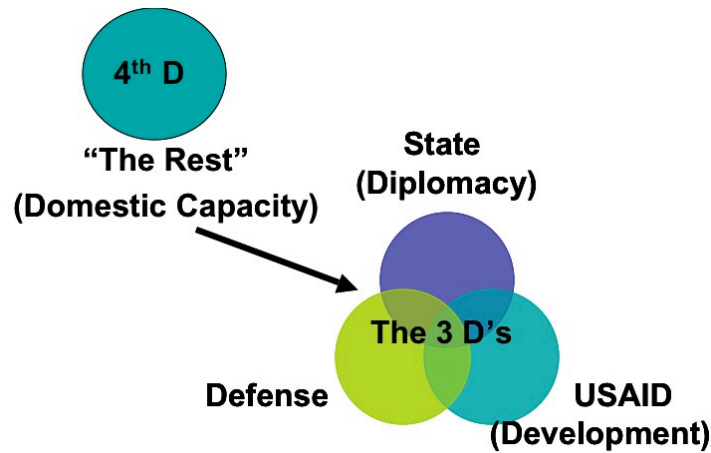 4th D
“The Rest”
(Domestic Capacity)
State
(Diplomacy)
The 3 D’s
Defense
USAID
(Development)